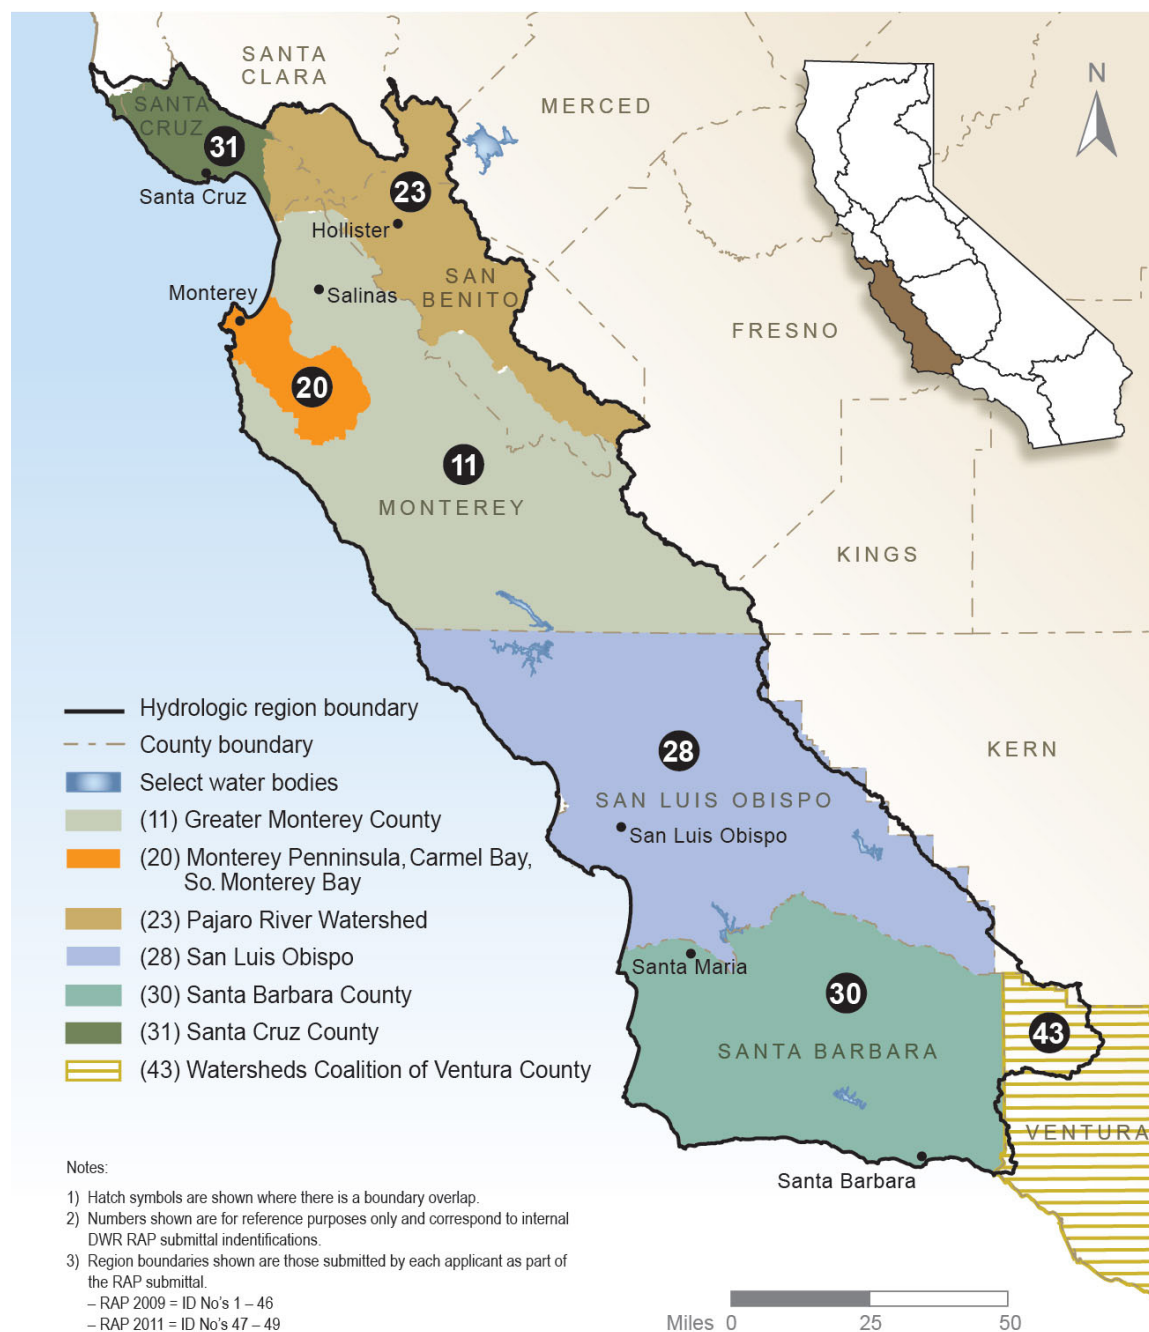 SANTA
CLARA
MERCED
N
SANTA
CRUZ
31
Santa Cruz
23
Hollister
SAN
BENITO
Monterey
Salinas
FRESNO
20
11
MONTEREY
KINGS
28
KERN
SAN LUIS OBISPO
San Luis Obispo
Santa Maria
30
43
SANTA BARBARA
VENTURA
Santa Barbara
Hydrologic region boundary
County boundary
Select water bodies
(11) Greater Monterey County
(20) Monterey Penninsula, Carmel Bay,
So. Monterey Bay
(23) Pajaro River Watershed
(28) San Luis Obispo
(30) Santa Barbara County
(31) Santa Cruz County
(43) Watersheds Coalition of Ventura County
Notes:
1) Hatch symbols are shown where there is a boundary overlap.
2) Numbers shown are for reference purposes only and correspond to internal
DWR RAP submittal indentifications.
3) Region boundaries shown are those submitted by each applicant as part of
the RAP submittal.
– RAP 2009 = ID No's 1 – 46
– RAP 2011 = ID No's 47 – 49
Miles 0 25 50